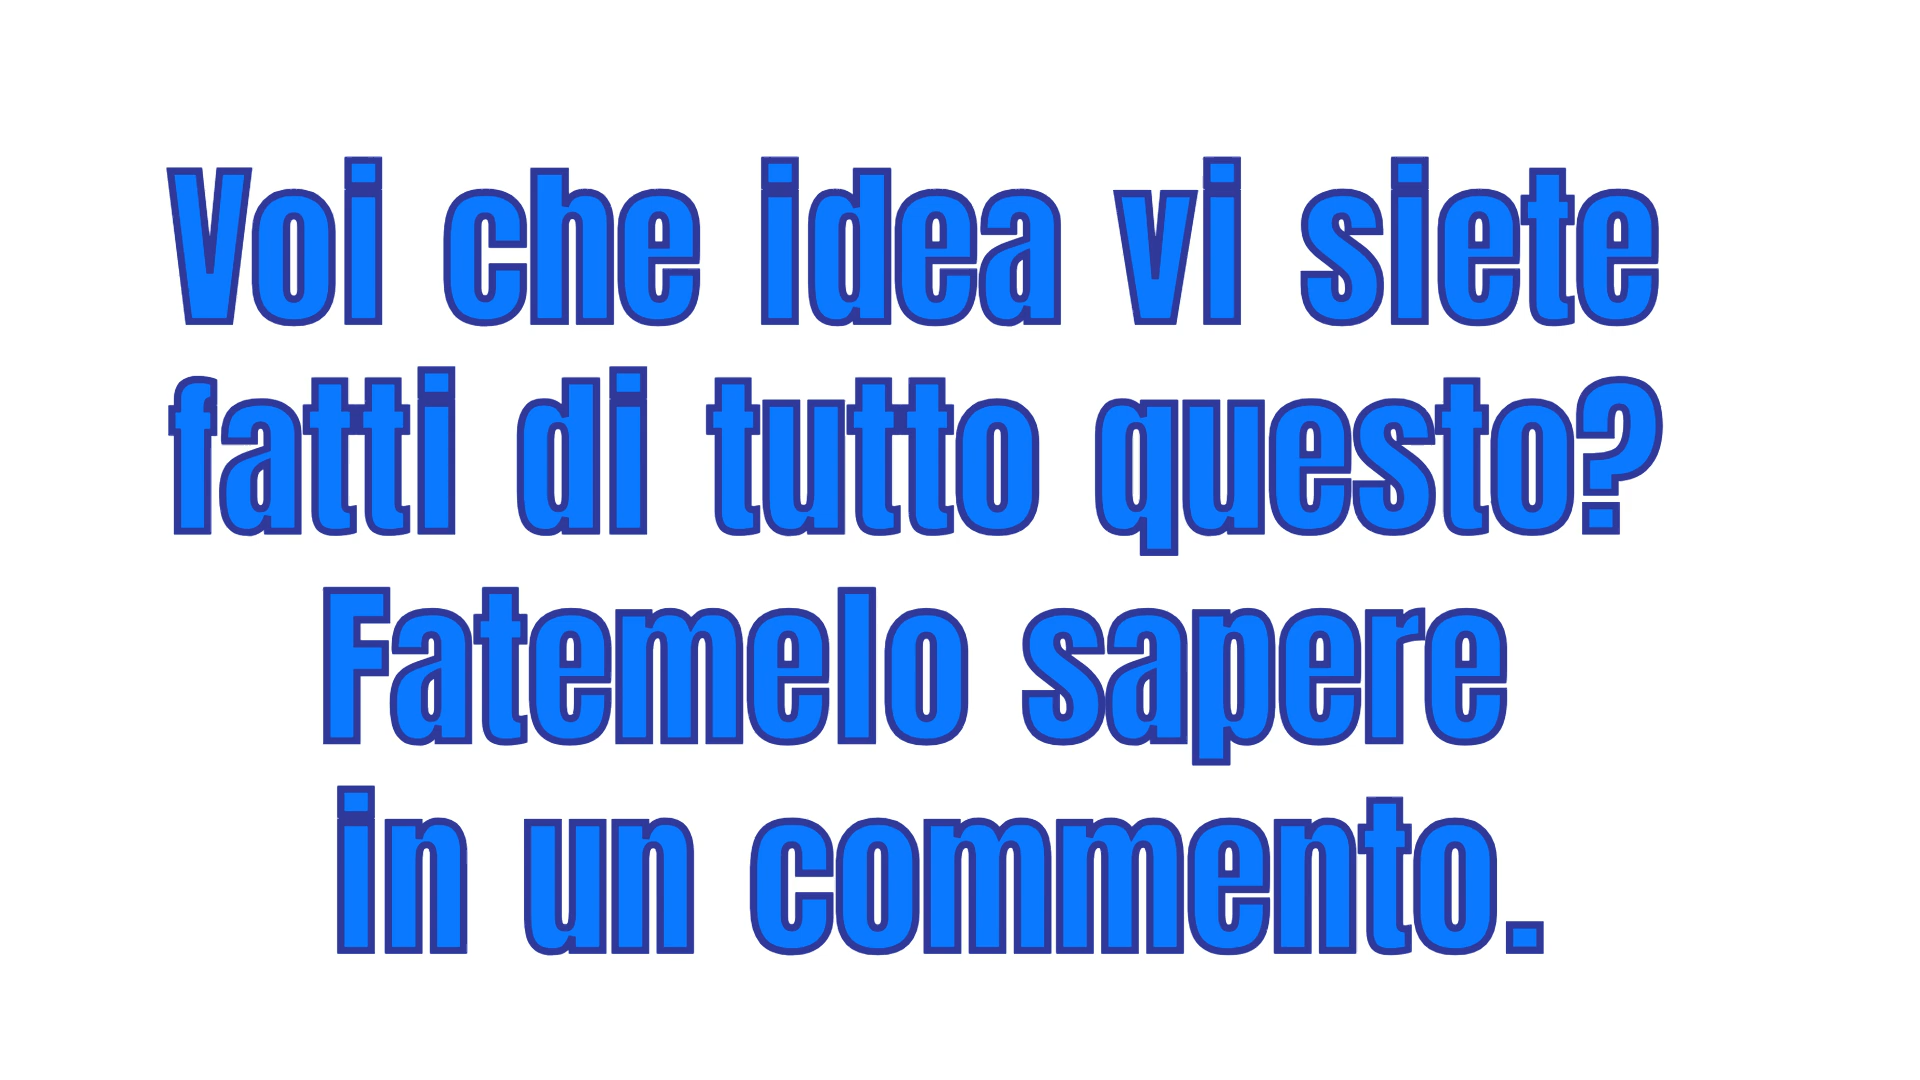 Voi che idea vi siete
fatti di tutto questo?
Fatemelo sapere
in un commento.